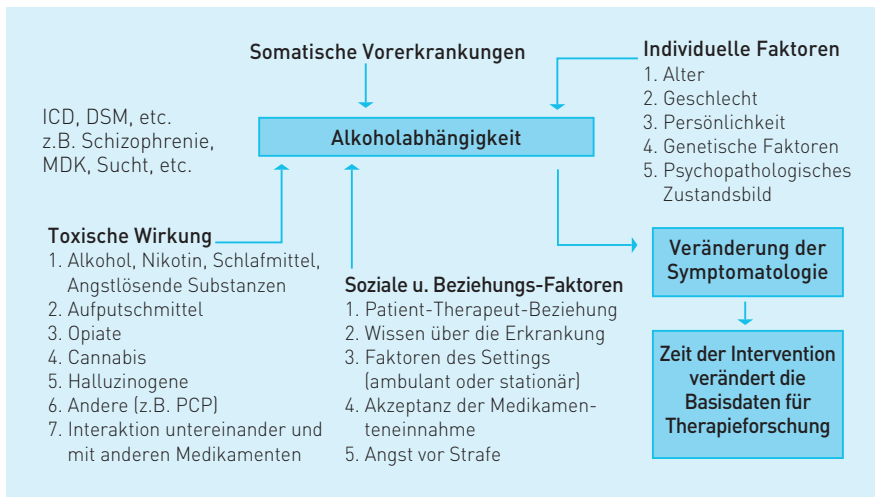 Somatische Vorerkrankungen
Individuelle Faktoren
1. Alter
2. Geschlecht
3. Persönlichkeit
4. Genetische Faktoren
5. Psychopathologisches
Zustandsbild
ICD, DSM, etc.
z.B. Schizophrenie,
MDK, Sucht, etc.
Alkoholabhängigkeit
Toxische Wirkung
1. Alkohol, Nikotin, Schlafmittel,
Angstlösende Substanzen
2. Aufputschmittel
3. Opiate
4. Cannabis
5. Halluzinogene
6. Andere (z.B. PCP)
7. Interaktion untereinander und
mit anderen Medikamenten
Soziale u. Beziehungs-Faktoren
1. Patient-Therapeut-Beziehung
2. Wissen über die Erkrankung
3. Faktoren des Settings
(ambulant oder stationär)
4. Akzeptanz der Medikamen-
teneinnahme
5. Angst vor Strafe
Veränderung der
Symptomatologie
Zeit der Intervention
verändert die
Basisdaten für
Therapieforschung